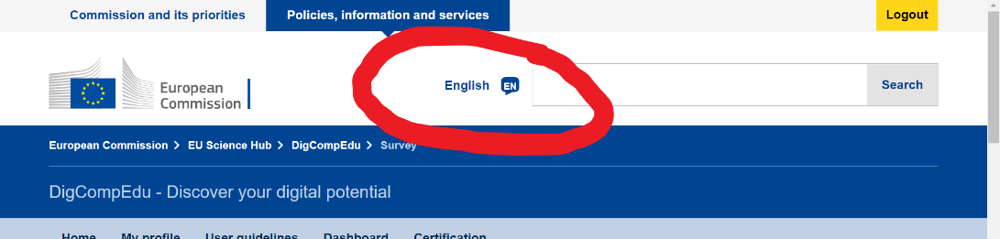 Commission and its priorities
Policies, information and services
Logout
English EN
Search
European
Commission
European Commission > EU Science Hub > DigCompEdu > Survey
DigCompEdu - Discover your digital potential
Home My profile User guidelines Dashboard Certification